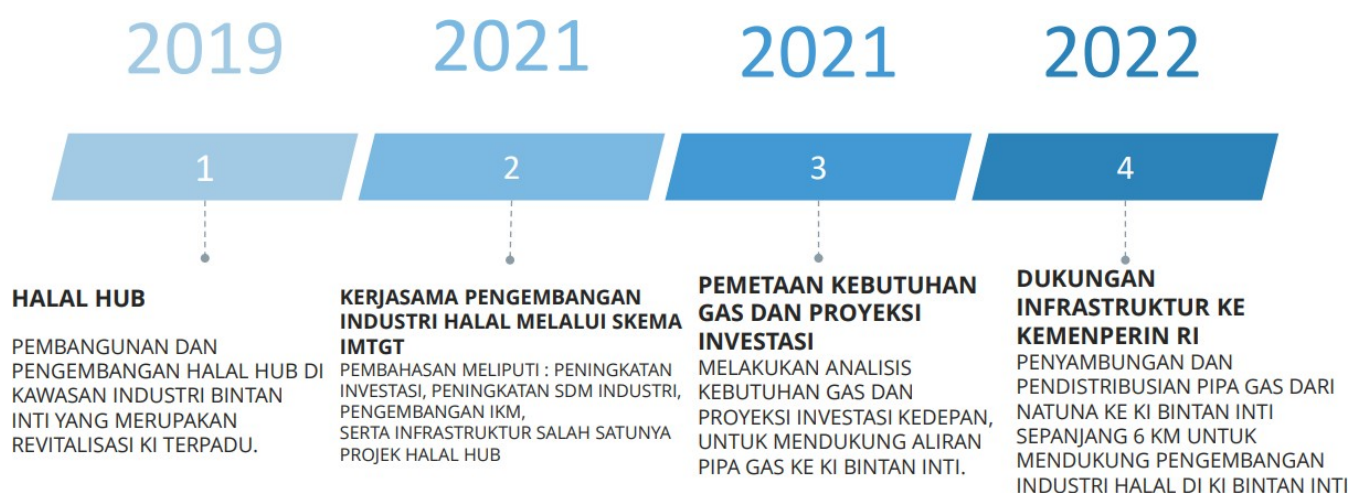 2019
2021
2021
2022
1
2
3
4
HALAL HUB
PEMBANGUNAN DAN
PENGEMBANGAN HALAL HUB DI
KAWASAN INDUSTRI BINTAN
INTI YANG MERUPAKAN
REVITALISASI KI TERPADU.
KERJASAMA PENGEMBANGAN
INDUSTRI HALAL MELALUI SKEMA
IMTGT
PEMBAHASAN MELIPUTI : PENINGKATAN
INVESTASI, PENINGKATAN SDM INDUSTRI,
PENGEMBANGAN IKM,
SERTA INFRASTRUKTUR SALAH SATUNYA
PROJEK HALAL HUB
PEMETAAN KEBUTUHAN
GAS DAN PROYEKSI
INVESTASI
MELAKUKAN ANALISIS
KEBUTUHAN GAS DAN
PROYEKSI INVESTASI KEDEPAN,
UNTUK MENDUKUNG ALIRAN
PIPA GAS KE KI BINTAN INTI.
DUKUNGAN
INFRASTRUKTUR KE
KEMENPERIN RI
PENYAMBUNGAN DAN
PENDISTRIBUSIAN PIPA GAS DARI
NATUNA KE KI BINTAN INTI
SEPANJANG 6 KM UNTUK
MENDUKUNG PENGEMBANGAN
INDUSTRI HALAL DI KI BINTAN INTI